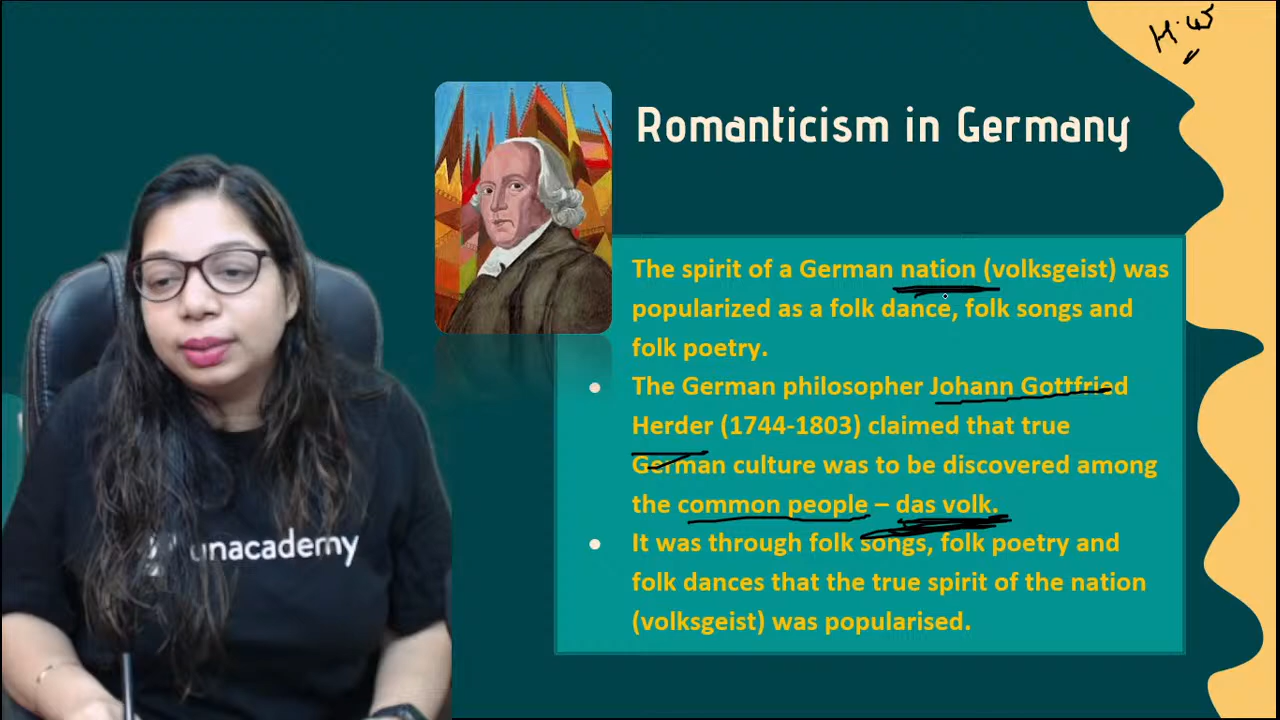 H.W
Romanticism in Germany
The spirit of a German nation (volksgeist) was
popularized as a folk dance, folk songs and
folk poetry.
The German philosopher Johann Gottfried
Herder (1744-1803) claimed that true
German culture was to be discovered among
the common people – das volk.
It was through folk songs, folk poetry and
folk dances that the true spirit of the nation
(volksgeist) was popularised.
unacademy